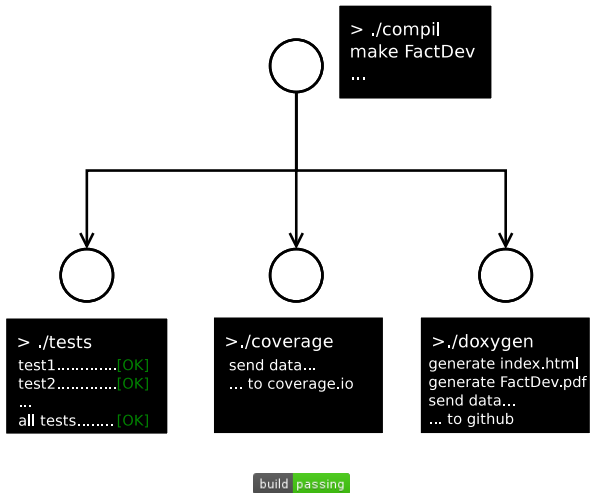 > ./compil
make FactDev
...
> ./tests
test1.............[OK]
test2.............[OK]
...
all tests........[OK]
>./coverage
send data...
... to coverage.io
>./doxygen
generate index.html
generate FactDev.pdf
send data...
... to github
build passing